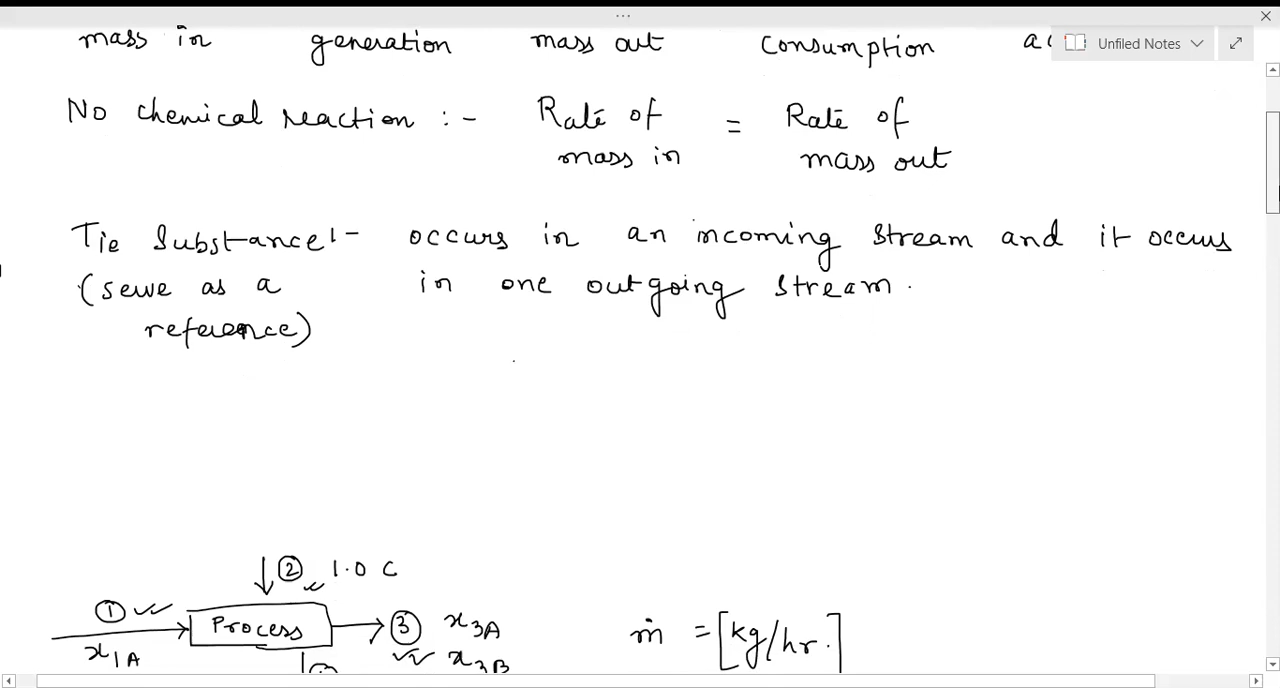 mass in generation mass out consumption
Unfiled Notes
No chemical reaction :- Rate of = Rate of
mass in mass out
Tie Substance :- occurs in an incoming stream and it occurs
(serve as a in one outgoing stream.
reference)
② 1.0 C
① Process ③ x3A
x1A x3B
ṁ = [kg/hr.]